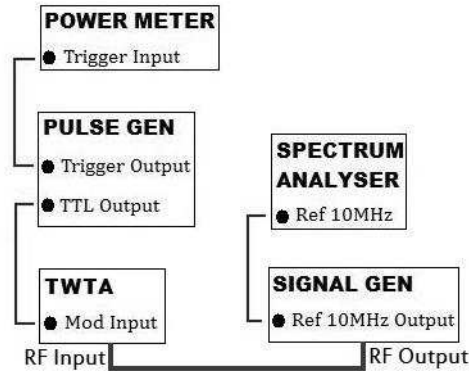 POWER METER
Trigger Input
PULSE GEN
Trigger Output
TTL Output
SPECTRUM
ANALYSER
Ref 10MHz
TWTA
Mod Input
SIGNAL GEN
Ref 10MHz Output
RF Input
RF Output